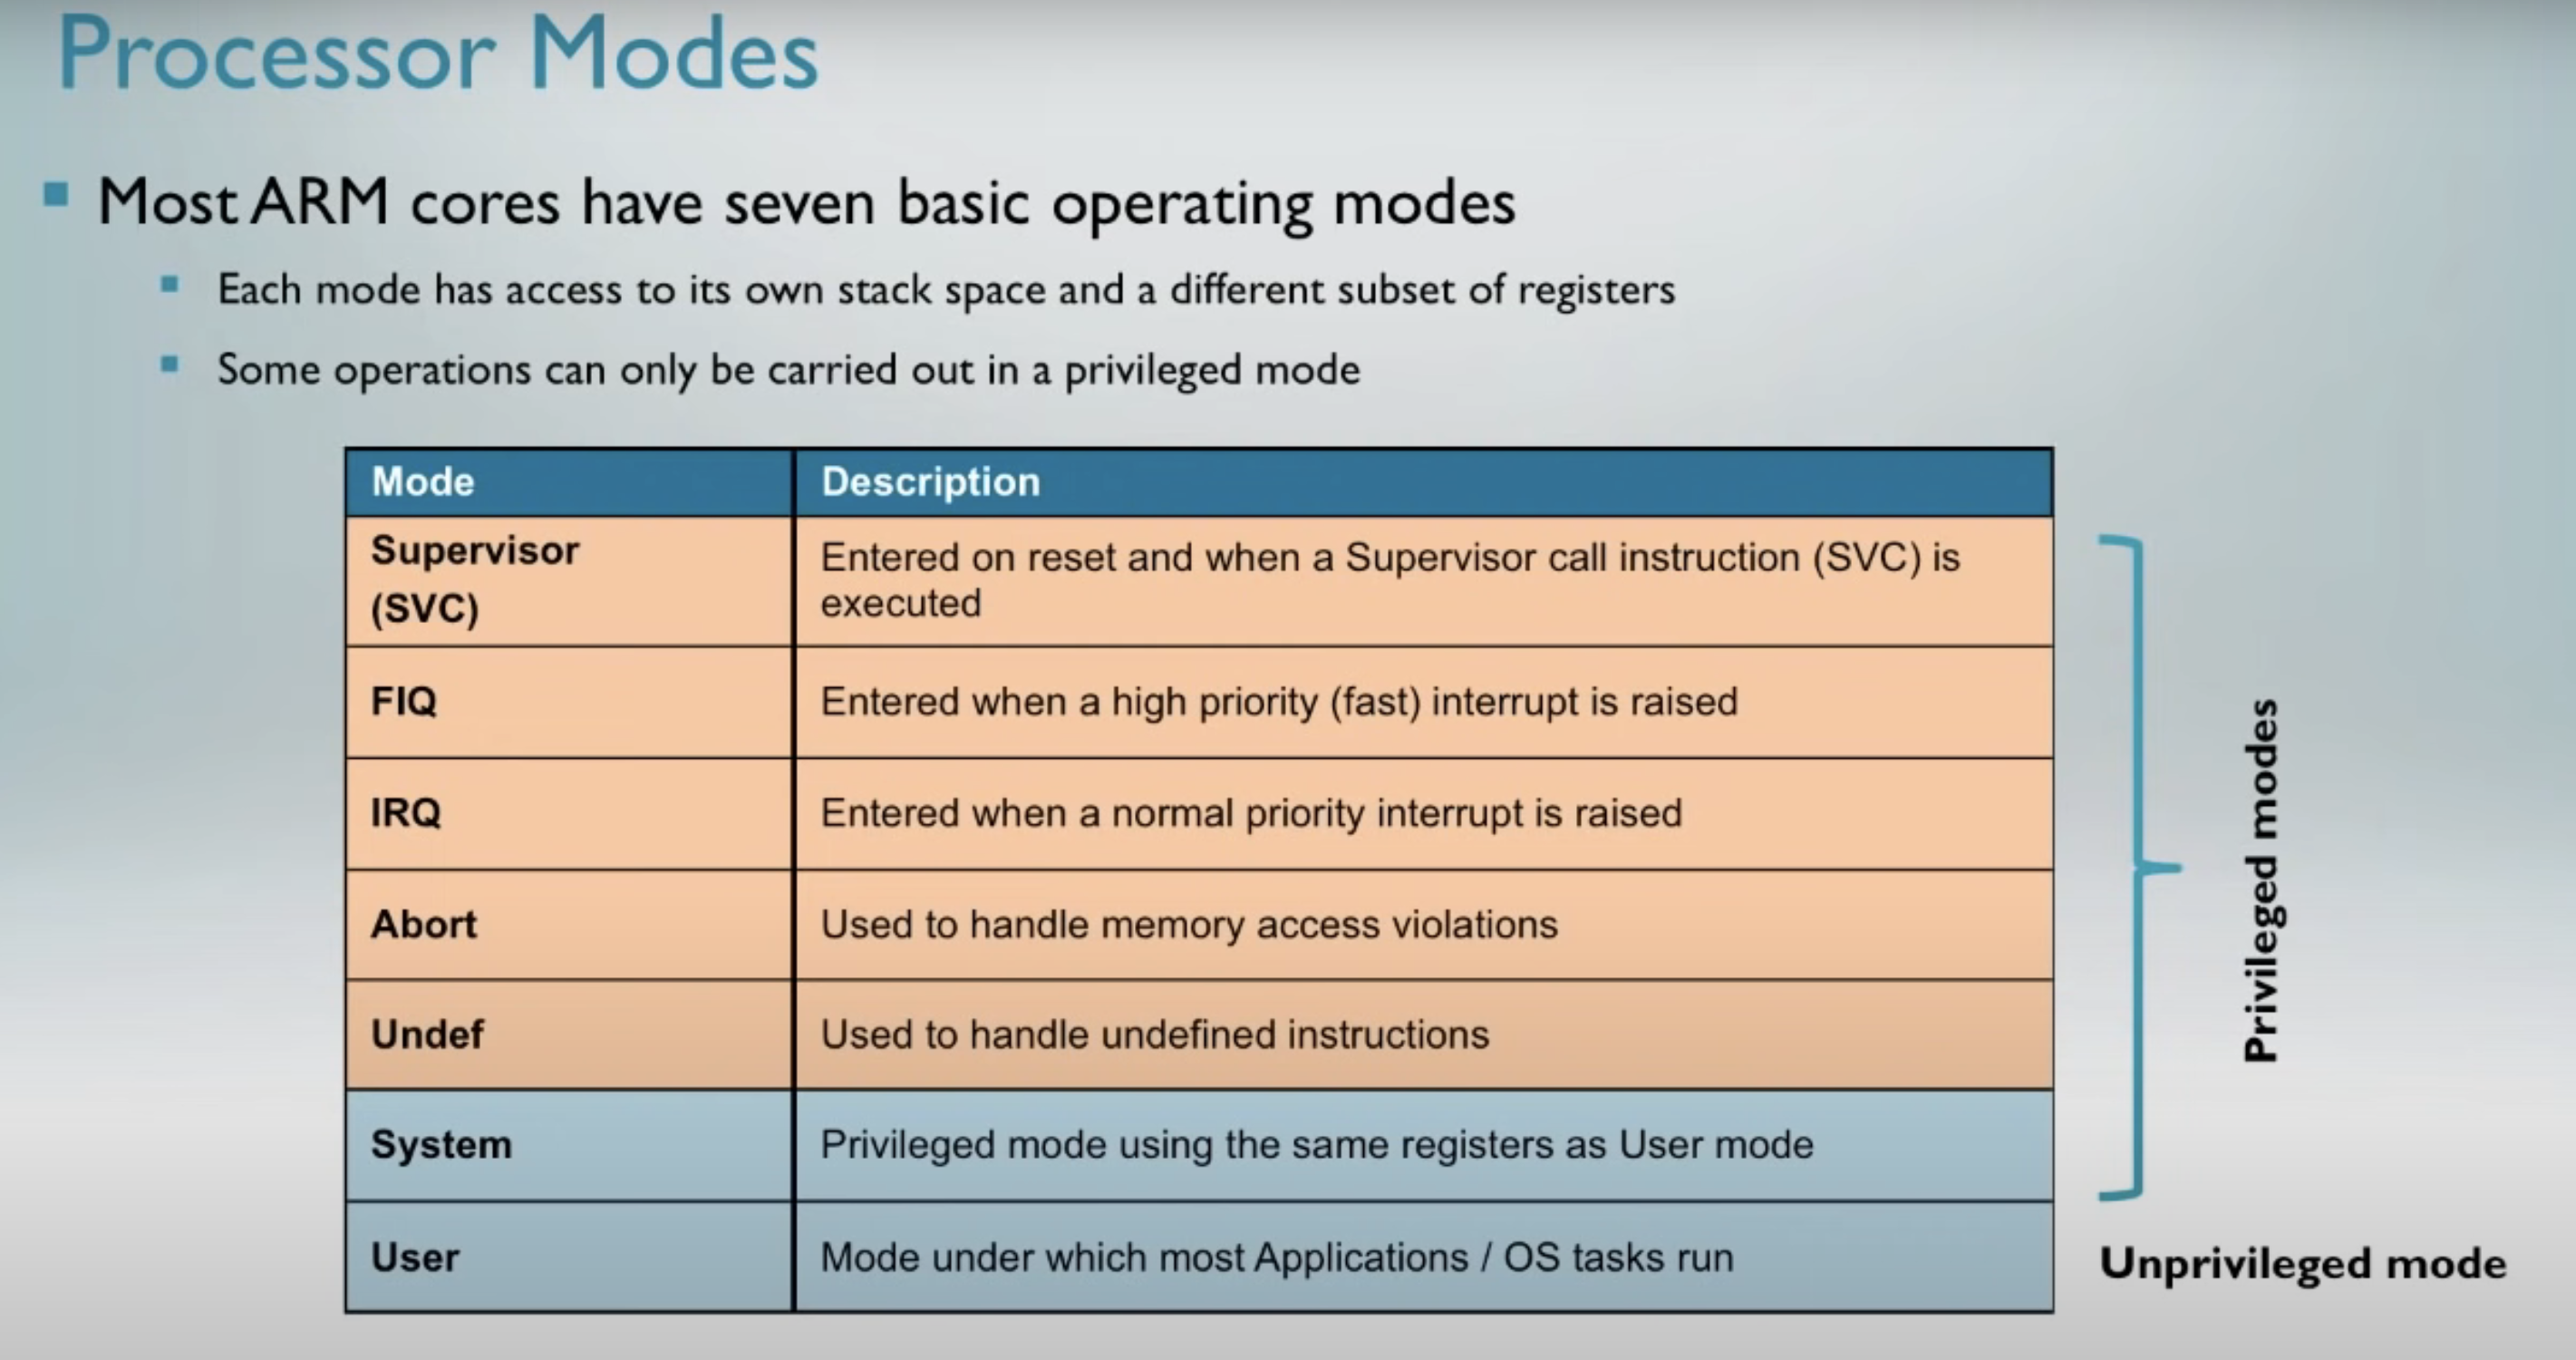 Processor Modes
Most ARM cores have seven basic operating modes
Each mode has access to its own stack space and a different subset of registers
Some operations can only be carried out in a privileged mode
Mode Description
Supervisor
(SVC)
Entered on reset and when a Supervisor call instruction (SVC) is
executed
FIQ Entered when a high priority (fast) interrupt is raised
IRQ Entered when a normal priority interrupt is raised
Abort Used to handle memory access violations
Undef Used to handle undefined instructions
System Privileged mode using the same registers as User mode
User Mode under which most Applications / OS tasks run
Privileged modes
Unprivileged mode